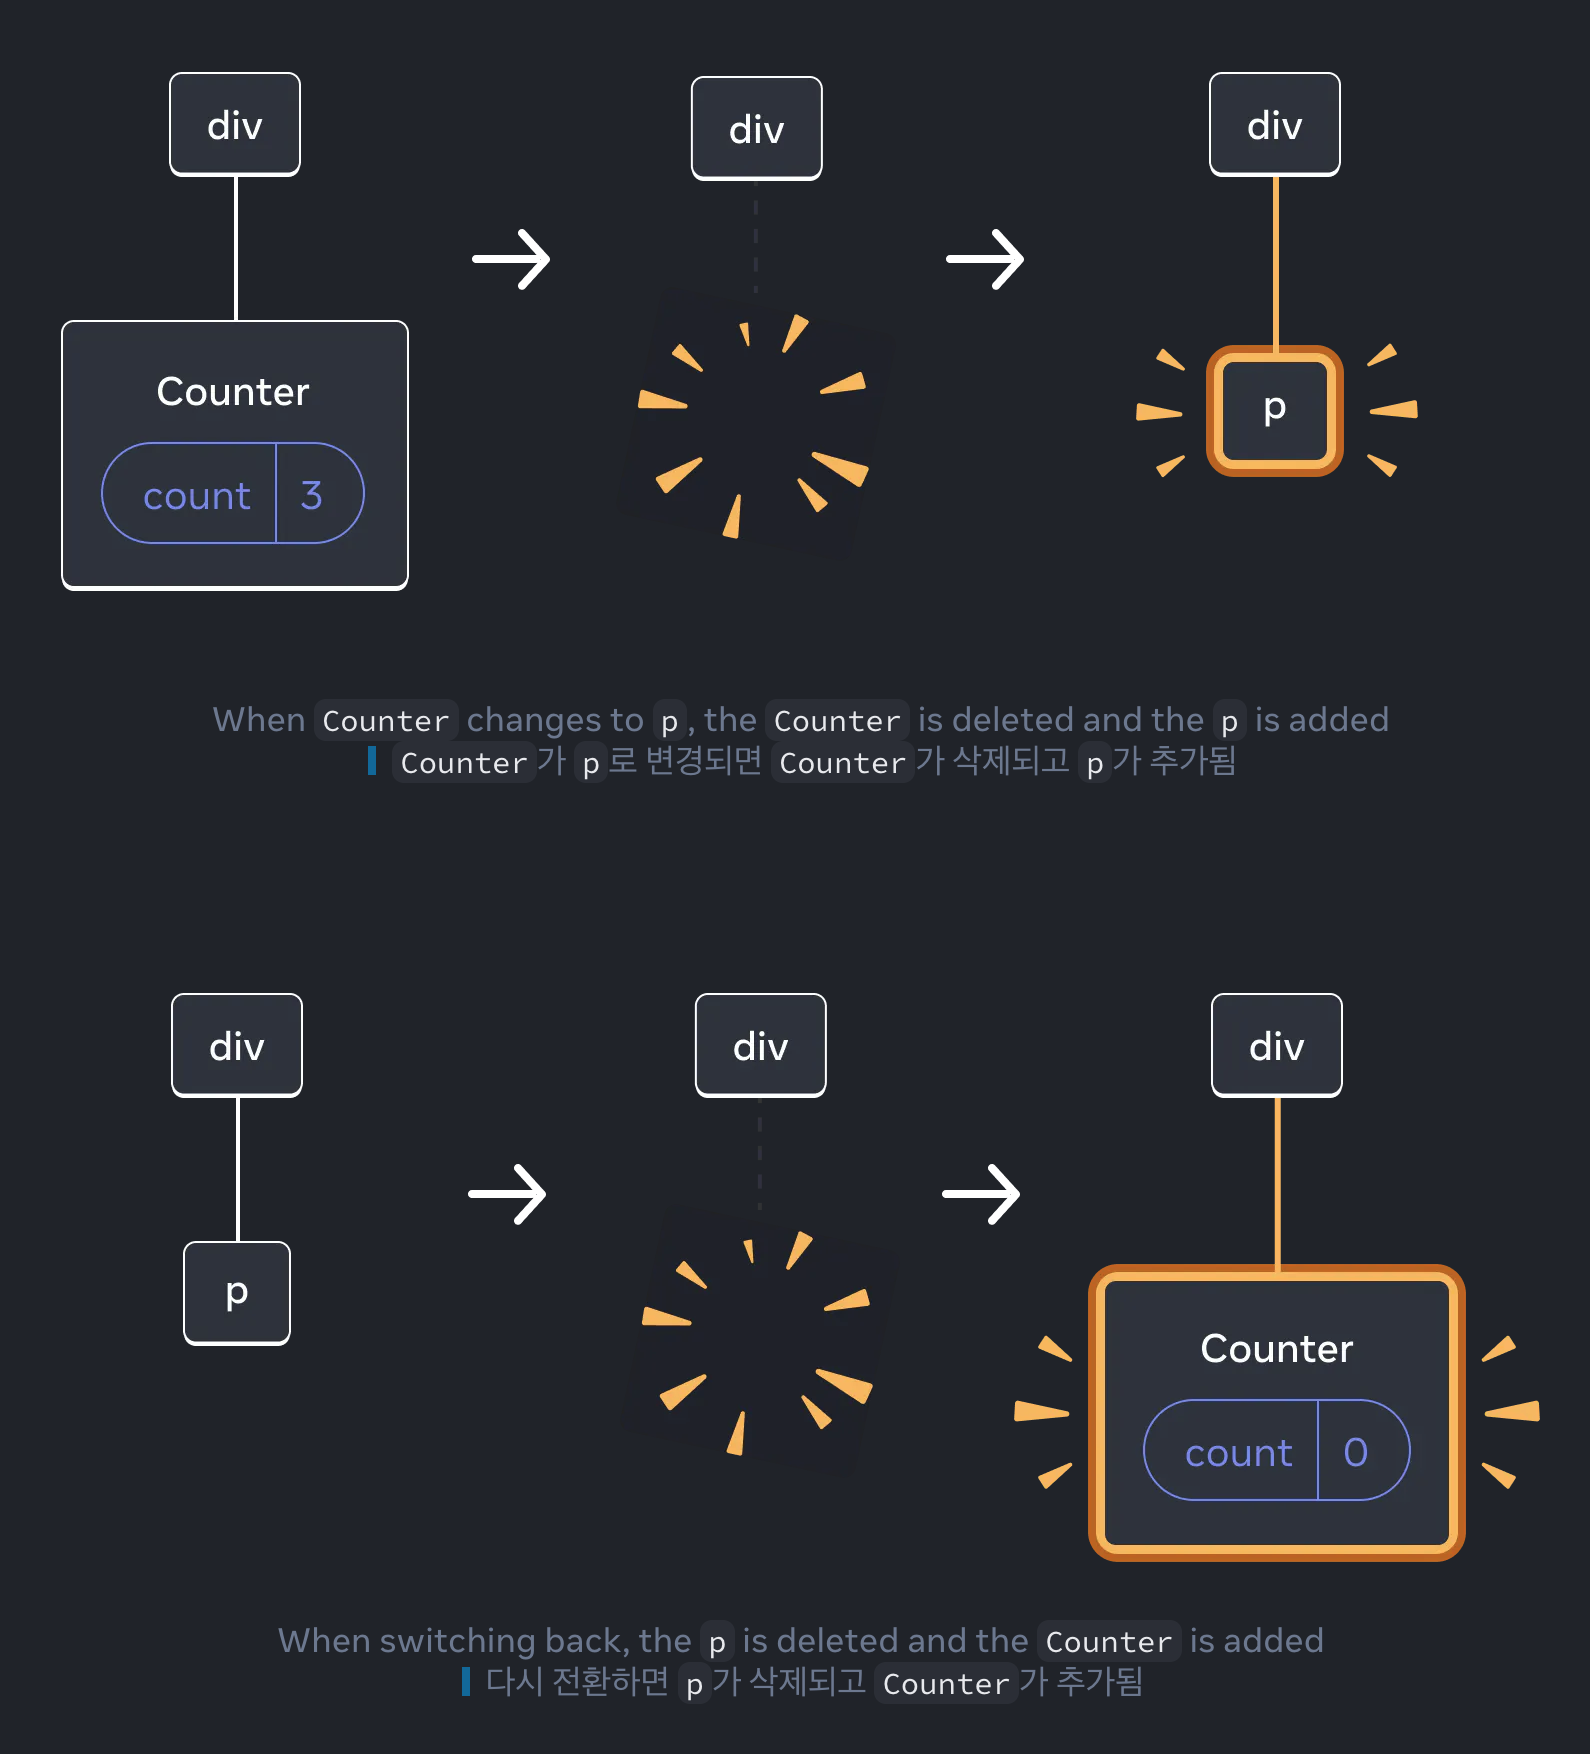 div
div
div
Counter
count 3
p
When Counter changes to p, the Counter is deleted and the p is added
Counter가 p로 변경되면 Counter가 삭제되고 p가 추가됨
div
div
div
p
Counter
count 0
When switching back, the p is deleted and the Counter is added
다시 전환하면 p가 삭제되고 Counter가 추가됨